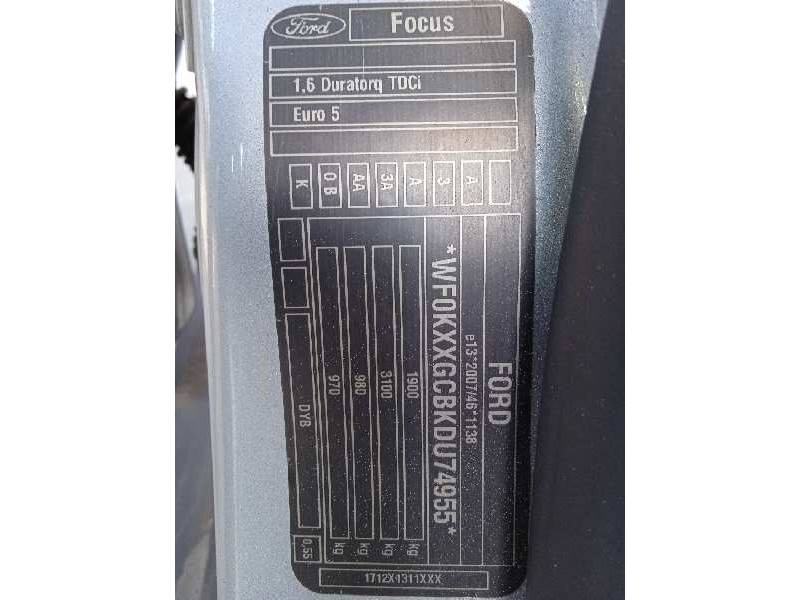 Ford
Focus
1.6 Duratorq TDCi
Euro 5
K
0 B
AA
3A
A
3
A
FORD
e13*2007/46*1138
*WF0KXXGCBKDU74955*
1900 kg
3100 kg
980 kg
970 kg
DYB
0,55
1712X4311XXX